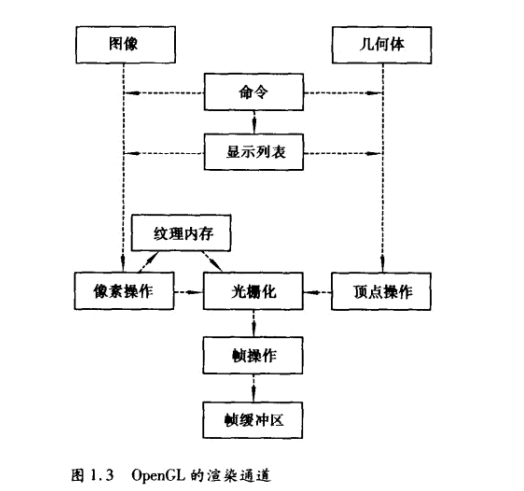 图像
几何体
命令
显示列表
纹理内存
像素操作
光栅化
顶点操作
帧操作
帧缓冲区
图 1.3 OpenGL 的渲染通道